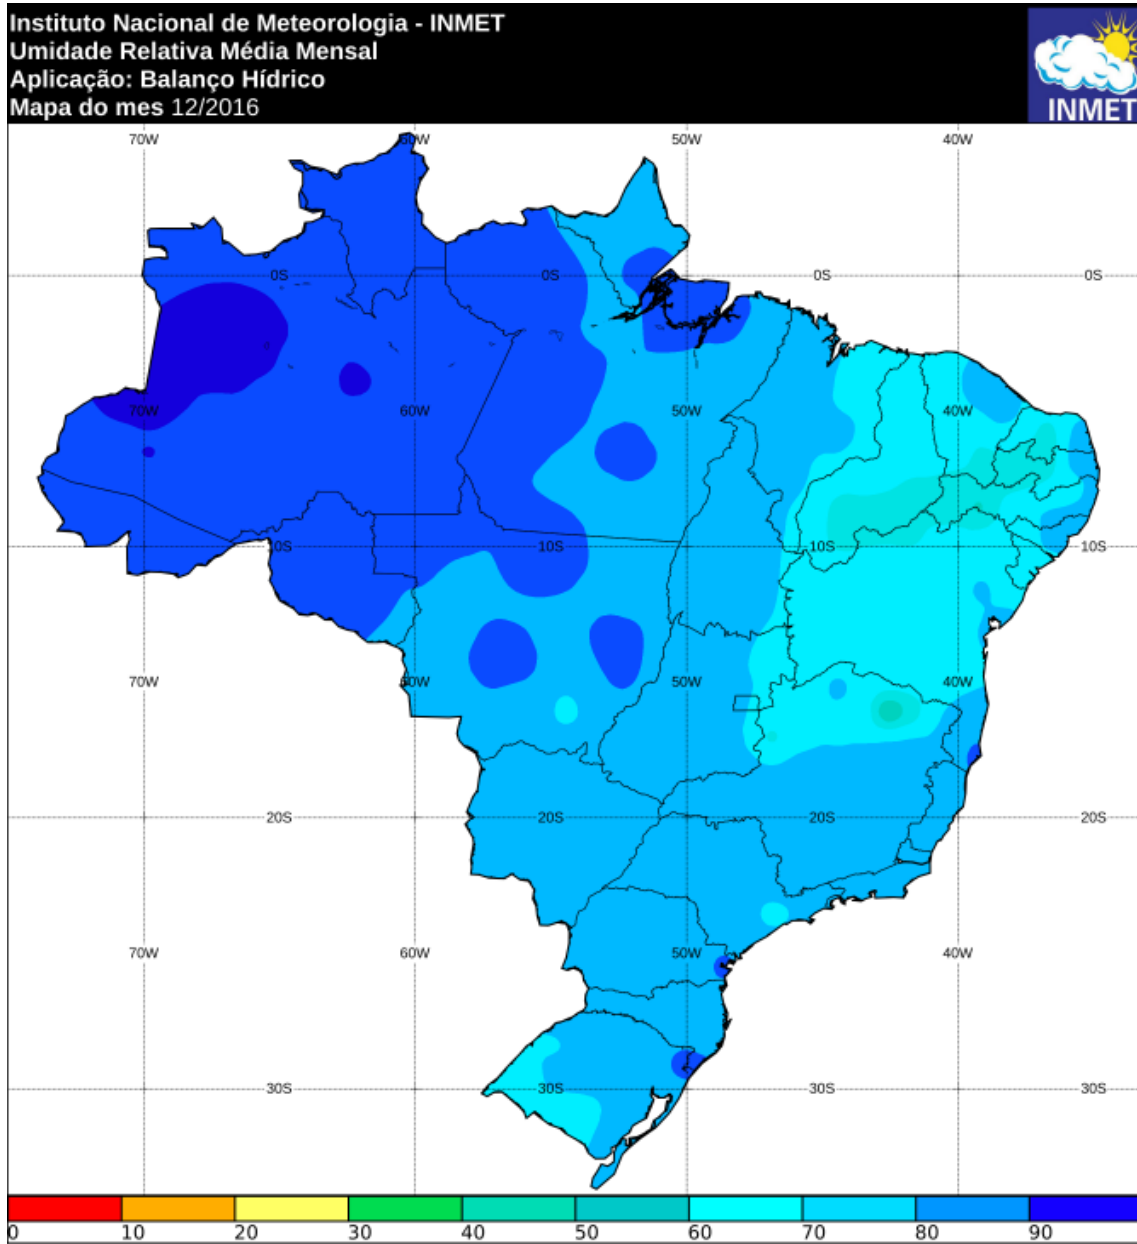 Instituto Nacional de Meteorologia - INMET
Umidade Relativa Média Mensal
Aplicação: Balanço Hídrico
Mapa do mes 12/2016
INMET
70W 60W 50W 40W
0S 0S 0S 0S
70W 60W 50W 40W
10S 10S 10S 10S
70W 60W 50W 40W
20S 20S 20S 20S
70W 60W 50W 40W
30S 30S 30S 30S
0 10 20 30 40 50 60 70 80 90